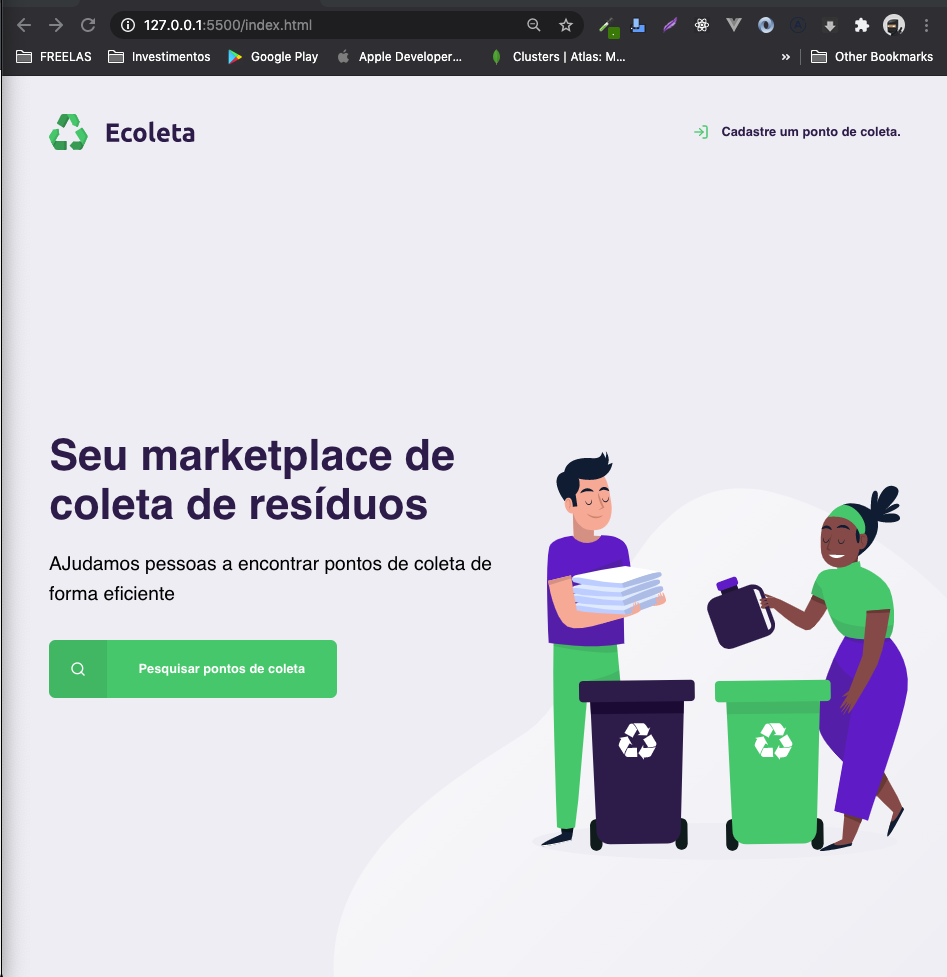 127.0.0.1:5500/index.html
FREELAS Investimentos Google Play Apple Developer... Clusters | Atlas: M... » Other Bookmarks
Ecoleta
Cadastre um ponto de coleta.
Seu marketplace de
coleta de resíduos
AJudamos pessoas a encontrar pontos de coleta de
forma eficiente
Pesquisar pontos de coleta